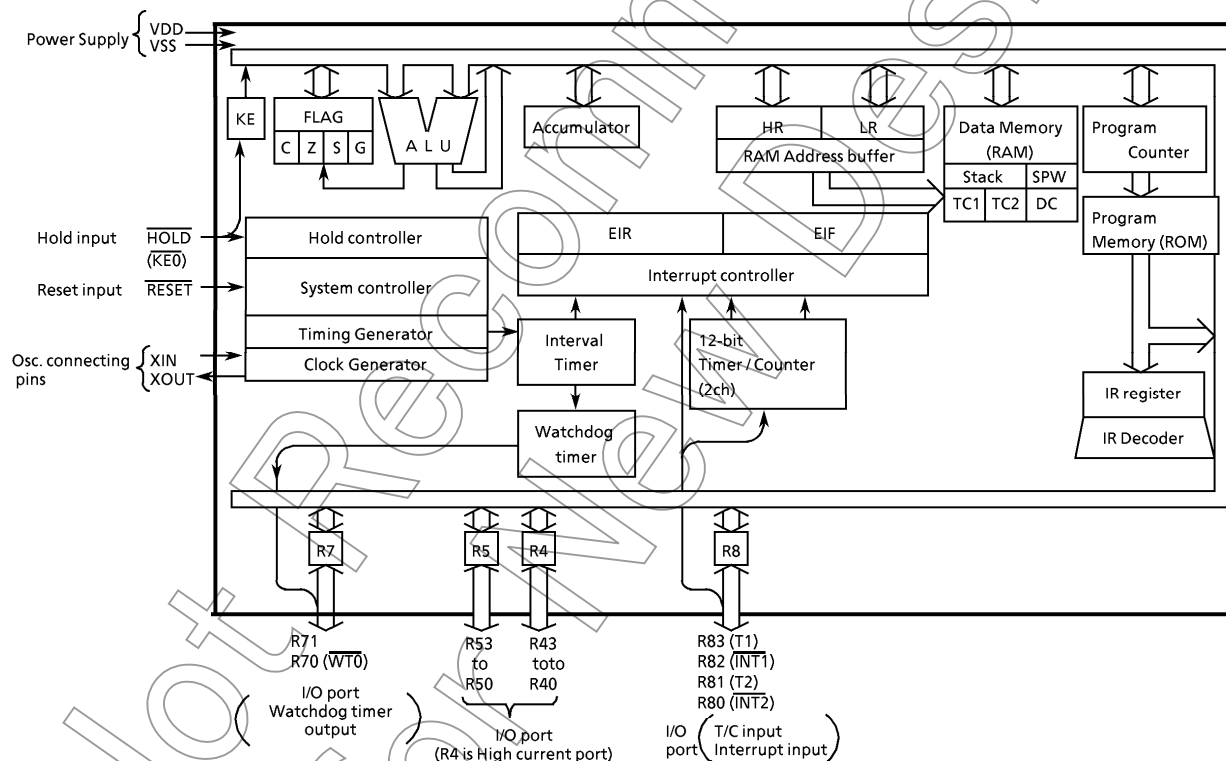 Power Supply
VDD
VSS
KE
FLAG
C Z S G
A L U
Accumulator
HR LR
RAM Address buffer
Data Memory
(RAM)
Stack SPW
TC1 TC2 DC
Program
Counter
Program
Memory (ROM)
Hold input HOLD
(KE0)
Reset input RESET
Osc. connecting
pins
XIN
XOUT
Hold controller
System controller
Timing Generator
Clock Generator
EIR EIF
Interrupt controller
Interval
Timer
12-bit
Timer / Counter
(2ch)
Watchdog
timer
IR register
IR Decoder
R7 R5 R4 R8
R71
R70 (WT0)
I/O port
Watchdog timer
output
R53
to
R50
R43
toto
R40
I/O port
(R4 is High current port)
R83 (T1)
R82 (INT1)
R81 (T2)
R80 (INT2)
I/O
port
T/C input
Interrupt input
Not Recomm
for New Des